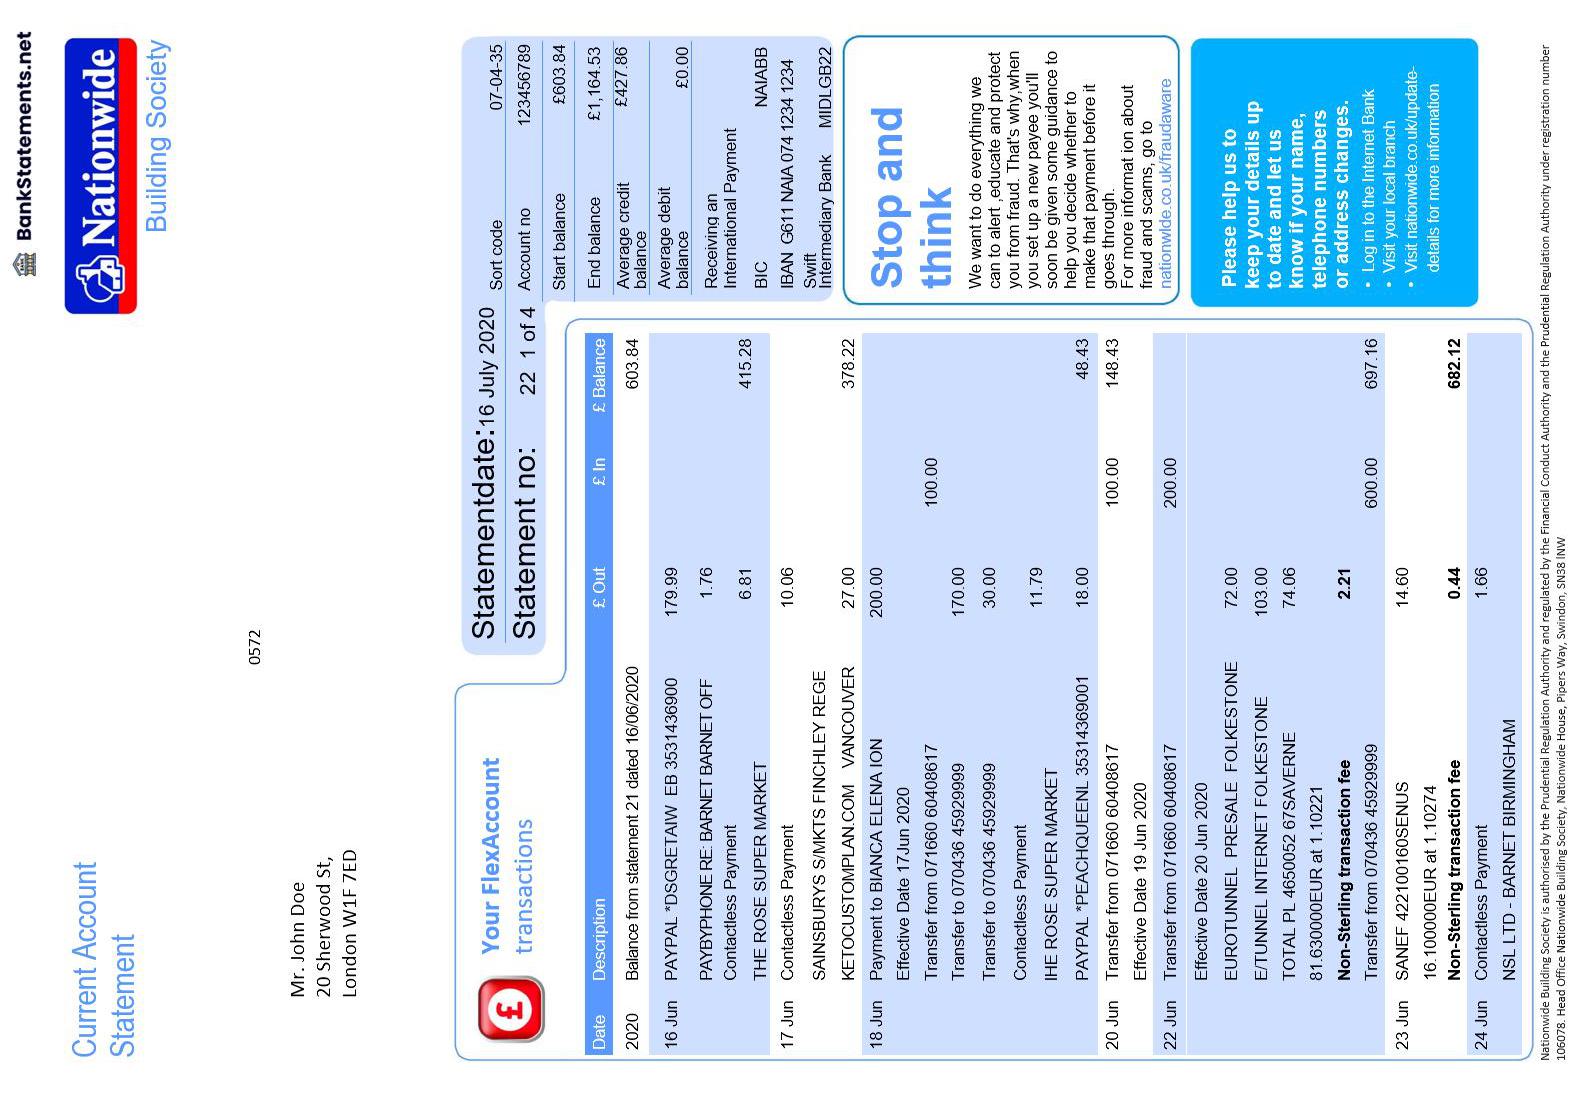 BankStatements.net
Nationwide
Building Society
Current Account
Statement
0572
Mr. John Doe
20 Sherwood St,
London W1F 7ED
Statementdate:16 July 2020
Statement no: 22 1 of 4
Sort code 07-04-35
Account no 123456789
Start balance £603.84
End balance £1,164.53
Average credit £427.86
balance
Average debit
balance £0.00
Receiving an
International Payment
BIC NAIABB
IBAN G611 NAIA 074 1234 1234
Swift
Intermediary Bank MIDLGB22
Your FlexAccount
transactions
Date Description £ Out £ In £ Balance
2020 Balance from statement 21 dated 16/06/2020 603.84
16 Jun PAYPAL *DSGRETAIW EB 3531436900 179.99
PAYBYPHONE RE: BARNET BARNET OFF 1.76
Contactless Payment
THE ROSE SUPER MARKET 6.81 415.28
17 Jun Contactless Payment 10.06
SAINSBURYS S/MKTS FINCHLEY REGE
KETOCUSTOMPLAN.COM VANCOUVER 27.00 378.22
18 Jun Payment to BIANCA ELENA ION 200.00
Effective Date 17Jun 2020
Transfer from 071660 60408617 100.00
Transfer to 070436 45929999 170.00
Transfer to 070436 45929999 30.00
Contactless Payment
IHE ROSE SUPER MARKET 11.79
PAYPAL *PEACHQUEENL 35314369001 18.00 48.43
20 Jun Transfer from 071660 60408617 100.00 148.43
Effective Date 19 Jun 2020
22 Jun Transfer from 071660 60408617 200.00
Effective Date 20 Jun 2020
EUROTUNNEL PRESALE FOLKESTONE 72.00
E/TUNNEL INTERNET FOLKESTONE 103.00
TOTAL PL 4650052 67SAVERNE 74.06
81.630000EUR at 1.10221
Non-Sterling transaction fee 2.21
Transfer from 070436 45929999 600.00 697.16
23 Jun SANEF 422100160SENUS 14.60
16.100000EUR at 1.10274
Non-Sterling transaction fee 0.44 682.12
24 Jun Contactless Payment 1.66
NSL LTD - BARNET BIRMINGHAM
Stop and
think
We want to do everything we
can to alert ,educate and protect
you from fraud. That's why,when
you set up a new payee you'll
soon be given some guidance to
help you decide whether to
make that payment before it
goes through.
For more informat ion about
fraud and scams, go to
nationwlde.co.uk/fraudaware
Please help us to
keep your details up
to date and let us
know if your name,
telephone numbers
or address changes.
• Log in to the Internet Bank
• Visit your local branch
• Visit nationwide.co.uk/update-
details for more information
Nationwide Building Society is authorised by the Prudential Regulation Authority and regulated by the Financial Conduct Authority and the Prudential Regulation Authority under registration number
106078. Head Office Nationwide Building Society, Nationwide House, Pipers Way, Swindon, SN38 lNW